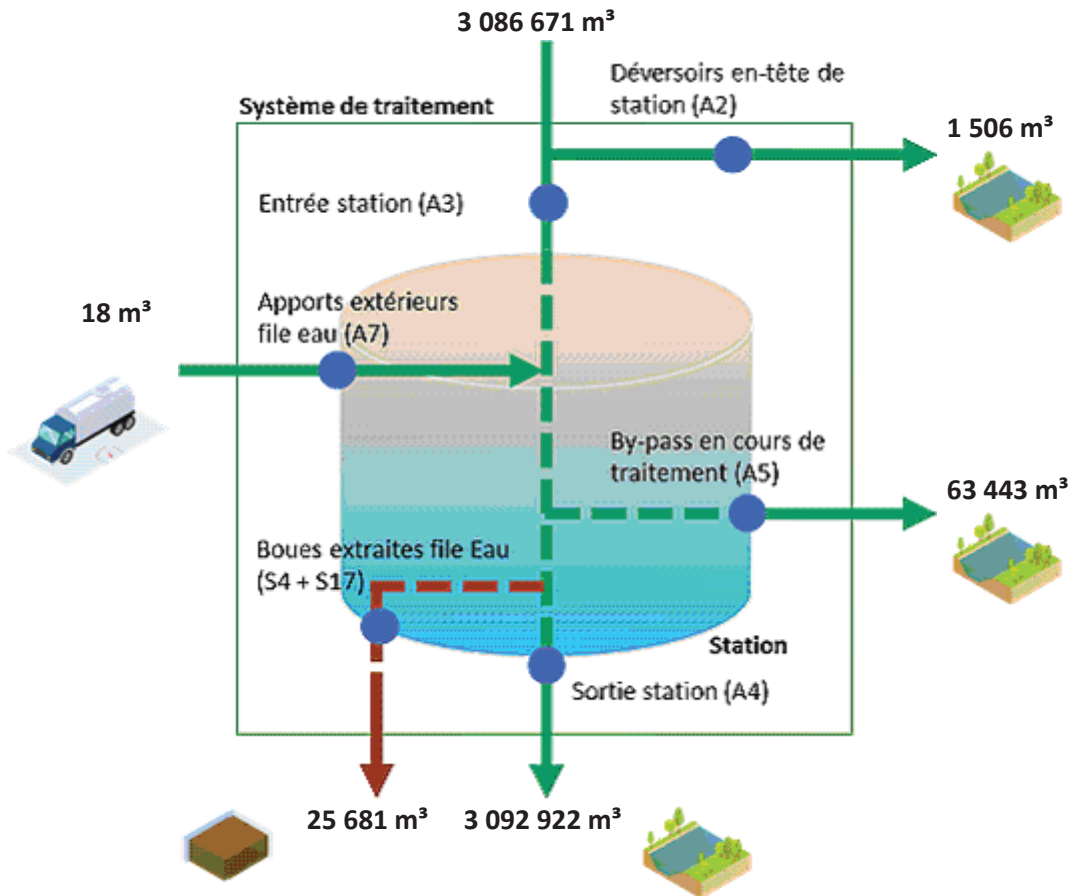 3 086 671 m³
Déversoirs en-tête de
station (A2)
Système de traitement
1 506 m³
Entrée station (A3)
Apports extérieurs
file eau (A7)
18 m³
By-pass en cours de
traitement (A5)
63 443 m³
Boues extraites file Eau
(S4 + S17)
Station
Sortie station (A4)
25 681 m³
3 092 922 m³